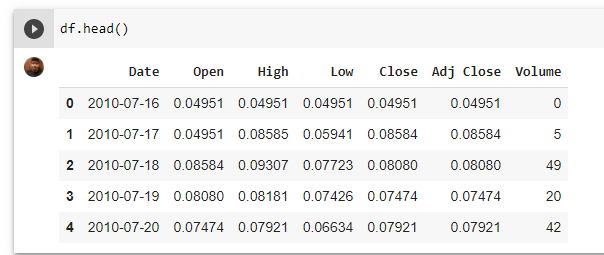 df.head()
Date Open High Low Close Adj Close Volume
0 2010-07-16 0.04951 0.04951 0.04951 0.04951 0.04951 0
1 2010-07-17 0.04951 0.08585 0.05941 0.08584 0.08584 5
2 2010-07-18 0.08584 0.09307 0.07723 0.08080 0.08080 49
3 2010-07-19 0.08080 0.08181 0.07426 0.07474 0.07474 20
4 2010-07-20 0.07474 0.07921 0.06634 0.07921 0.07921 42